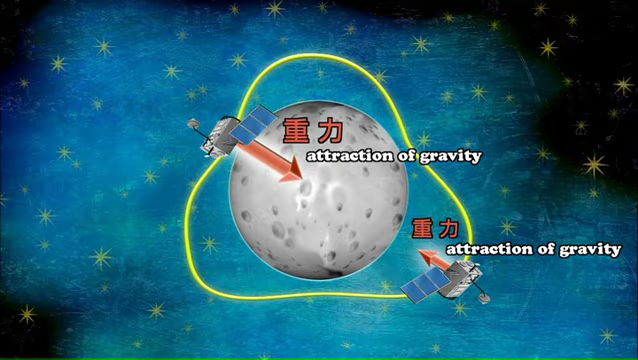 重力
attraction of gravity
重力
attraction of gravity